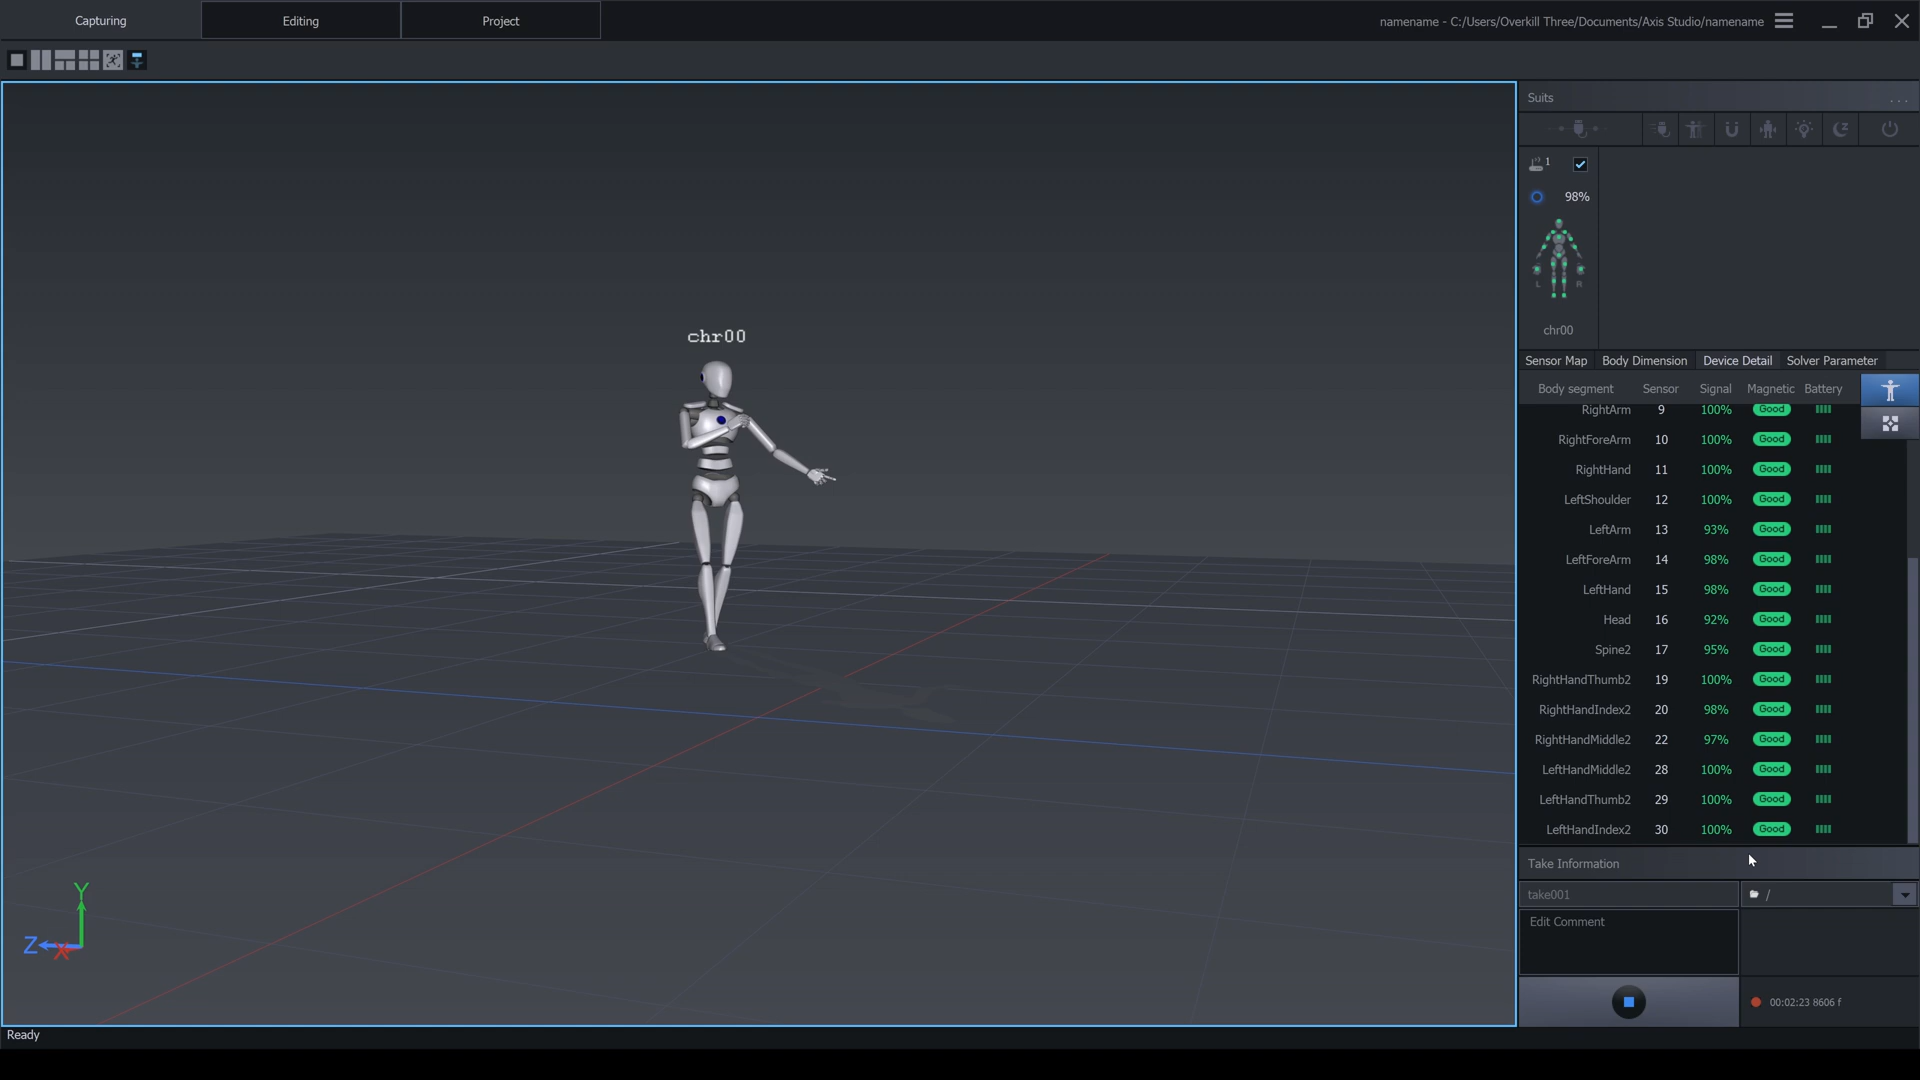 Capturing Editing Project namename - C:/Users/Overkill Three/Documents/Axis Studio/namename
Suits ...
1
98%
L R
chr00
chr00
Sensor Map Body Dimension Device Detail Solver Parameter
Body segment Sensor Signal Magnetic Battery
RightArm 9 100% Good
RightForeArm 10 100% Good
RightHand 11 100% Good
LeftShoulder 12 100% Good
LeftArm 13 93% Good
LeftForeArm 14 98% Good
LeftHand 15 98% Good
Head 16 92% Good
Spine2 17 95% Good
RightHandThumb2 19 100% Good
RightHandIndex2 20 98% Good
RightHandMiddle2 22 97% Good
LeftHandMiddle2 28 100% Good
LeftHandThumb2 29 100% Good
LeftHandIndex2 30 100% Good
Take Information
take001 /
Edit Comment
00:02:23 8606 f
Y
Z X
Ready